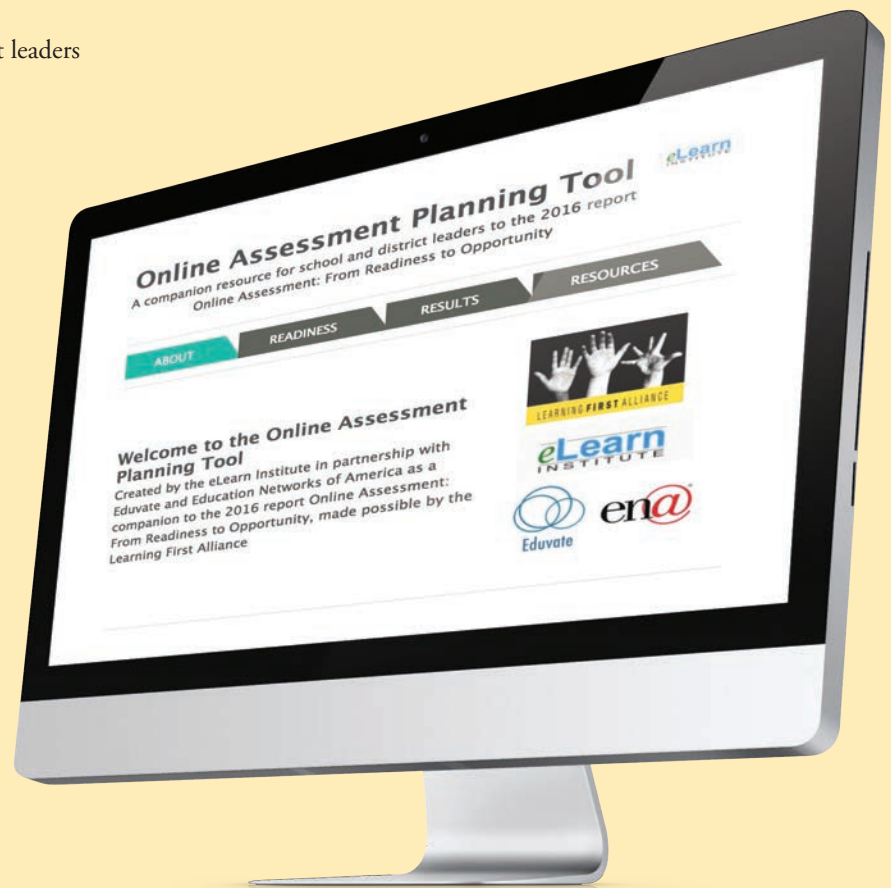 t leaders
eLearn
INSTITUTE
Online Assessment Planning Tool
A companion resource for school and district leaders to the 2016 report
Online Assessment: From Readiness to Opportunity
ABOUT
READINESS
RESULTS
RESOURCES
Welcome to the Online Assessment
Planning Tool
Created by the eLearn Institute in partnership with
Eduvate and Education Networks of America as a
companion to the 2016 report Online Assessment:
From Readiness to Opportunity, made possible by the
Learning First Alliance
LEARNING FIRST ALLIANCE
eLearn
INSTITUTE
Eduvate
en@